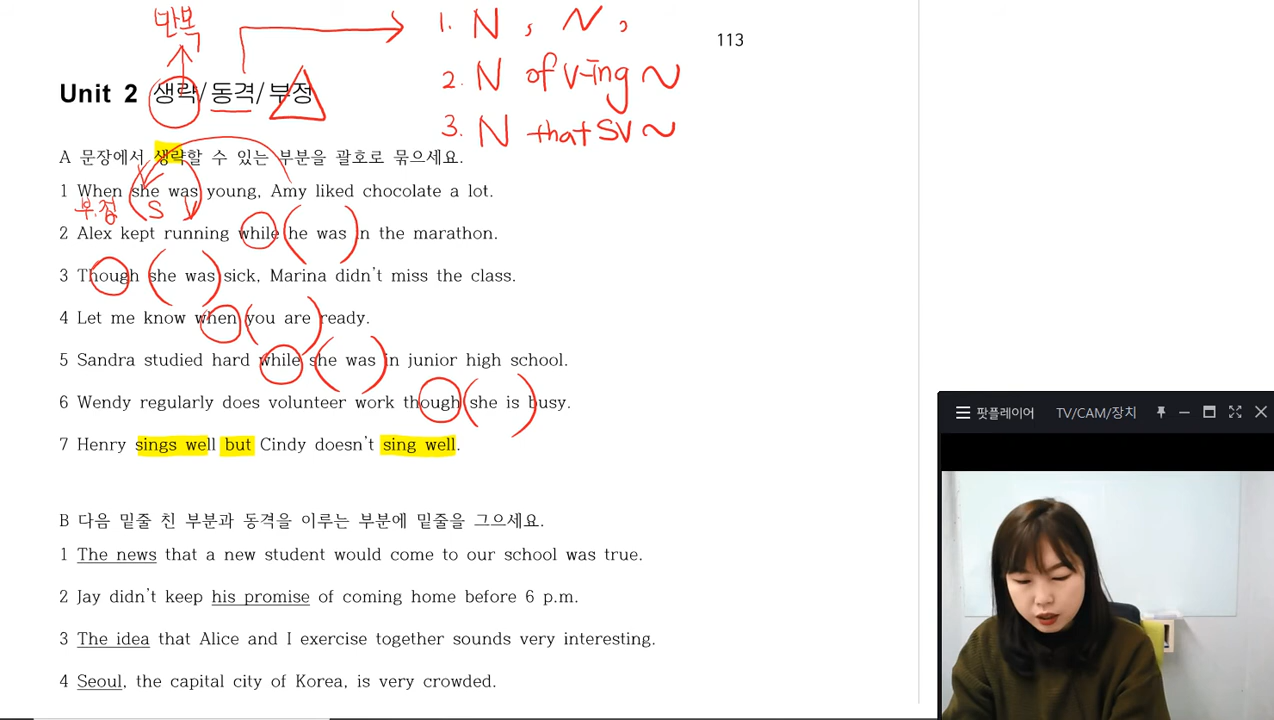 반복
1. N , N ,
113
2. N of v-ing ~
Unit 2 생략/동격/부정
3. N that SV ~
A 문장에서 생략할 수 있는 부분을 괄호로 묶으세요.
1 When she was young, Amy liked chocolate a lot.
부.접 S V
2 Alex kept running while he was in the marathon.
3 Though she was sick, Marina didn't miss the class.
4 Let me know when you are ready.
5 Sandra studied hard while she was in junior high school.
6 Wendy regularly does volunteer work though she is busy.
팟플레이어 TV/CAM/장치
7 Henry sings well but Cindy doesn't sing well.
B 다음 밑줄 친 부분과 동격을 이루는 부분에 밑줄을 그으세요.
1 The news that a new student would come to our school was true.
2 Jay didn't keep his promise of coming home before 6 p.m.
3 The idea that Alice and I exercise together sounds very interesting.
4 Seoul, the capital city of Korea, is very crowded.